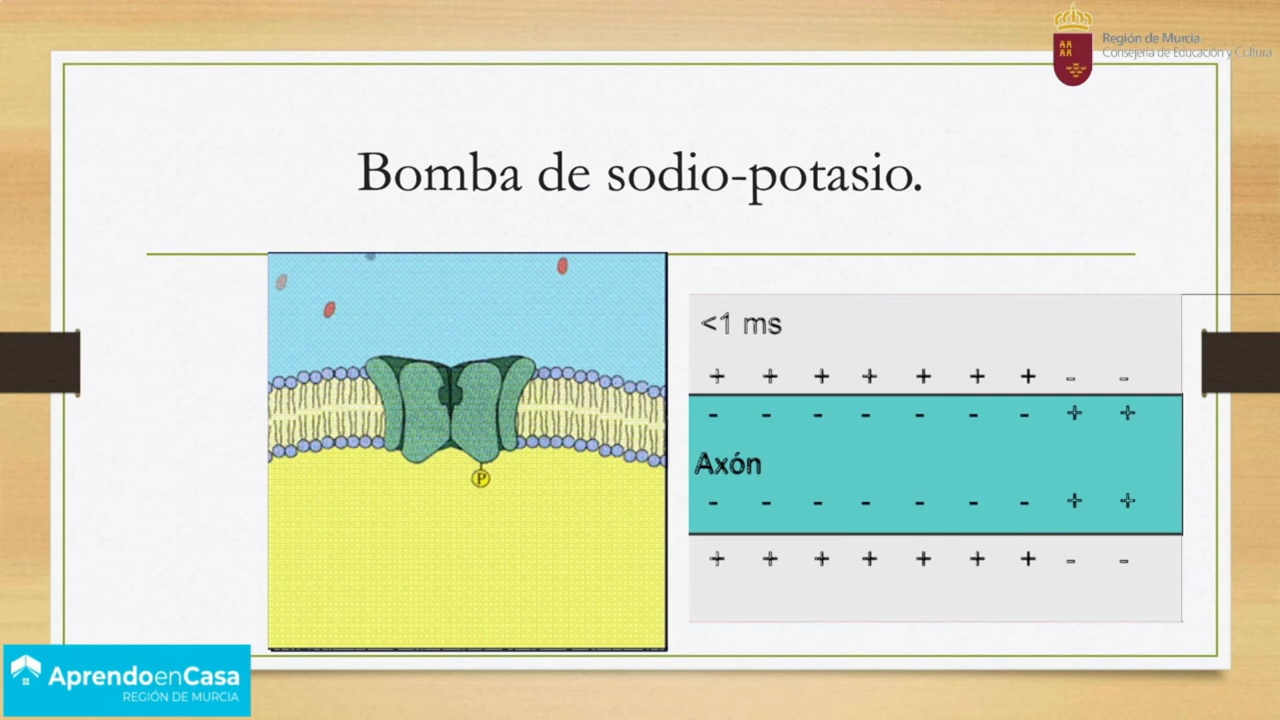 Región de Murcia
Consejería de Educación y Cultura
Bomba de sodio-potasio.
P
<1 ms
+ + + + + + + - -
- - - - - - - + +
Axón
- - - - - - - + +
+ + + + + + + - -
AprendoenCasa
REGIÓN DE MURCIA